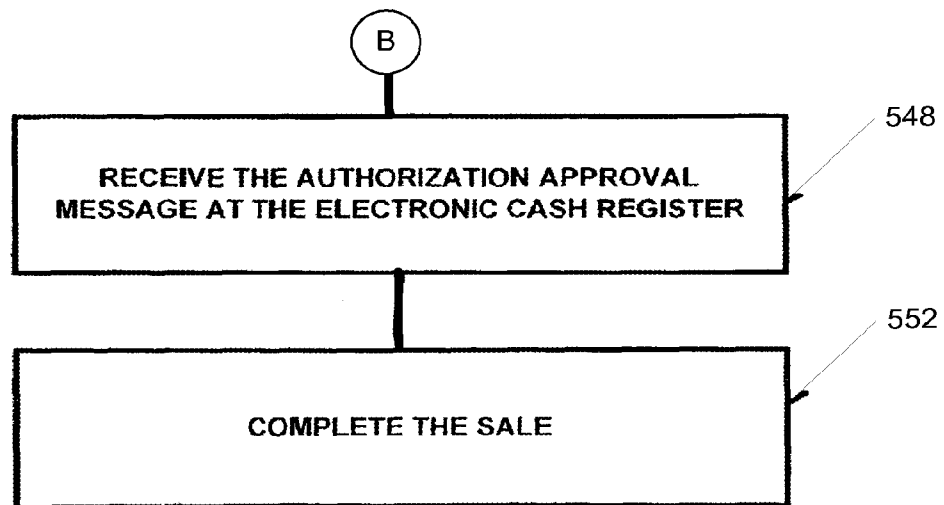 B
548
RECEIVE THE AUTHORIZATION APPROVAL
MESSAGE AT THE ELECTRONIC CASH REGISTER
552
COMPLETE THE SALE